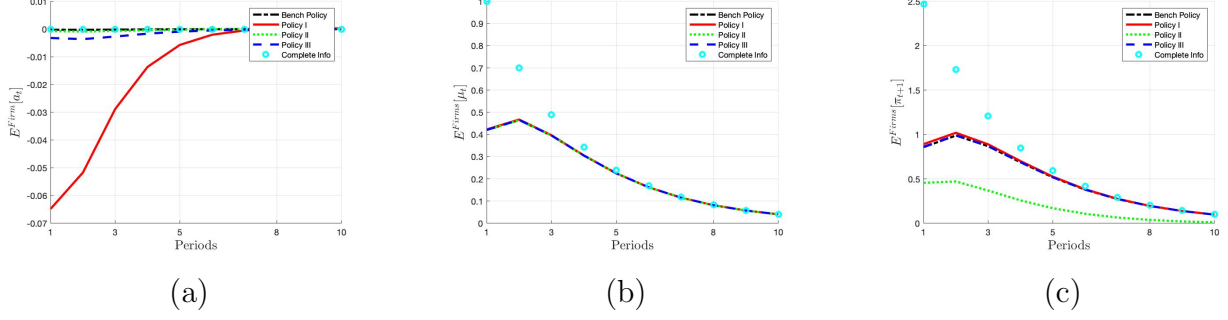 0.01
0
-0.01
-0.02
-0.03
-0.04
-0.05
-0.06
-0.07
1
3
5
8
10
E^{Firm}[a_t]
Periods
Bench Policy
Policy I
Policy II
Policy III
Complete Info
(a)
1
0.9
0.8
0.7
0.6
0.5
0.4
0.3
0.2
0.1
0
1
3
5
8
10
E^{Firms}[μ_t]
Periods
Bench Policy
Policy I
Policy II
Policy III
Complete Info
(b)
2.5
2
1.5
1
0.5
0
1
3
5
8
10
E^{Firms}[π_{t+1}]
Periods
Bench Policy
Policy I
Policy II
Policy III
Complete Info
(c)